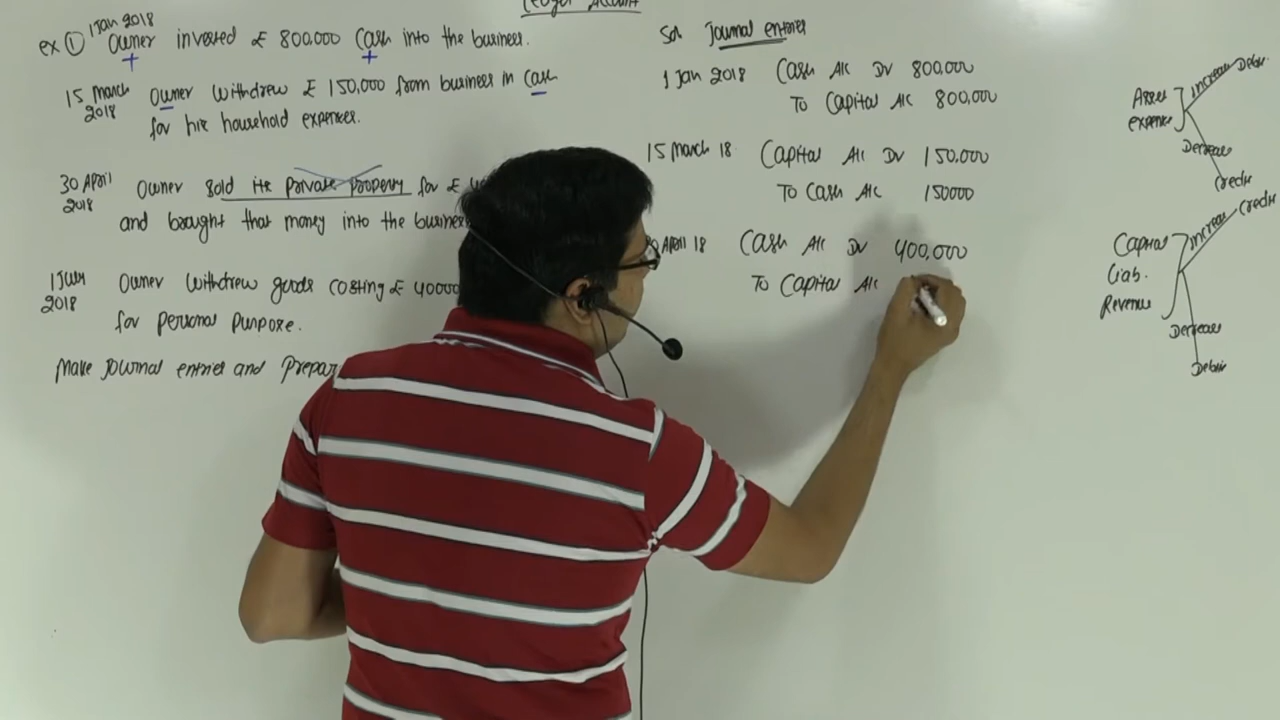 Ledger Account
ex ① 1 Jan 2018
Owner invested £ 800,000 Cash into the business.
15 March 2018
Owner withdrew £ 150,000 from business in cash
for his household expenses.
30 April 2018
Owner sold its private property for £ 4
and bought that money into the business
1 Jun 2018
Owner withdrew goods costing £ 40000
for personal purpose.
Make Journal entries and Prepar
Sol Journal entries
1 Jan 2018 Cash A/c Dr 800,000
To Capital A/c 800,000
15 March 18 Capital A/c Dr 150,000
To Cash A/c 150000
April 18 Cash A/c Dr 400,000
To Capital A/c
Asset
expense
increase Debit
Decrease
Credit
Capital
Liab.
Revenue
increase Credit
Decrease
Debit